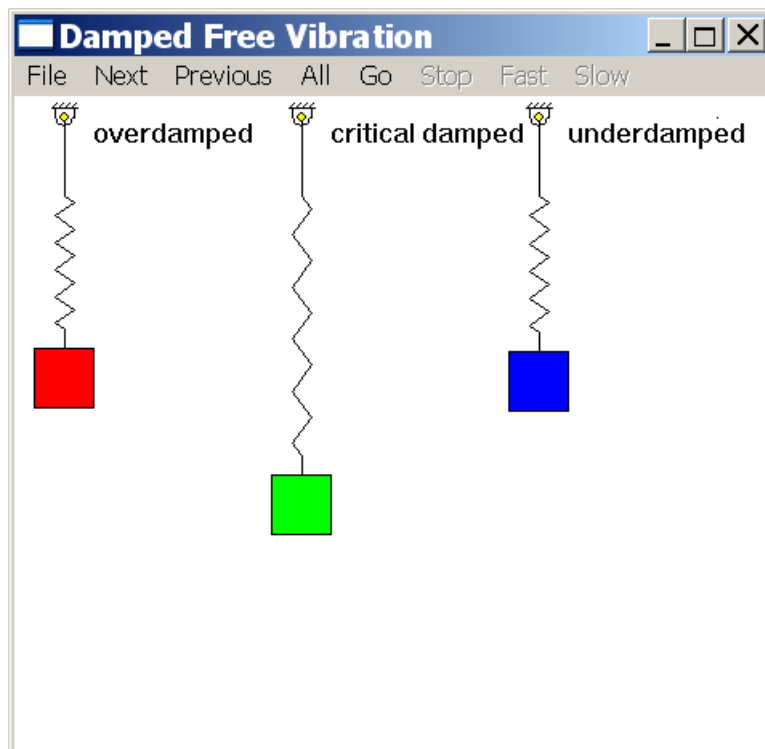 Damped Free Vibration
File Next Previous All Go Stop Fast Slow
overdamped critical damped underdamped